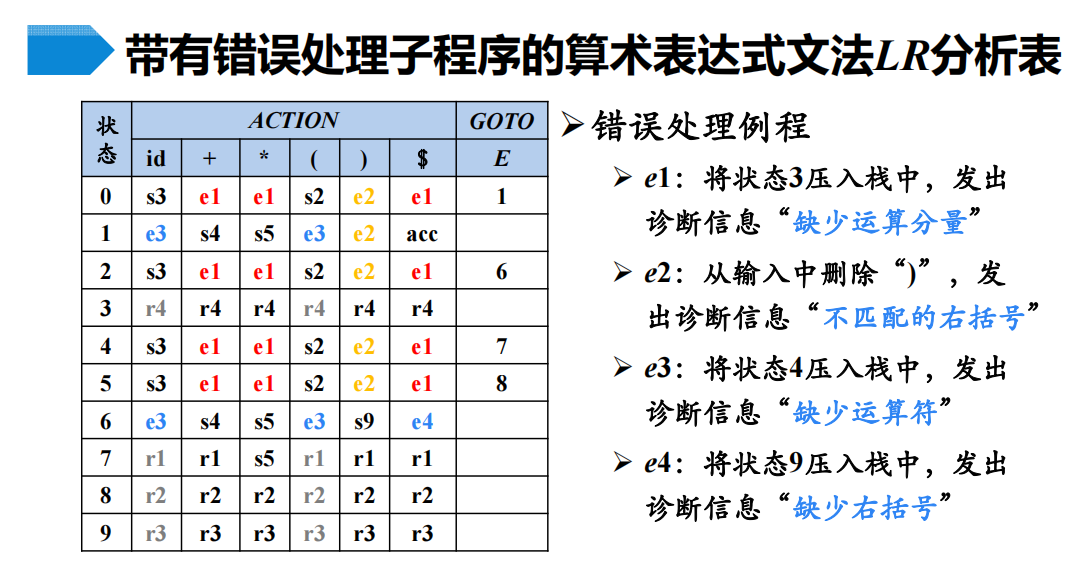 带有错误处理子程序的算术表达式文法LR分析表
状态 ACTION GOTO
id + * ( ) $ E
0 s3 e1 e1 s2 e2 e1 1
1 e3 s4 s5 e3 e2 acc
2 s3 e1 e1 s2 e2 e1 6
3 r4 r4 r4 r4 r4 r4
4 s3 e1 e1 s2 e2 e1 7
5 s3 e1 e1 s2 e2 e1 8
6 e3 s4 s5 e3 s9 e4
7 r1 r1 s5 r1 r1 r1
8 r2 r2 r2 r2 r2 r2
9 r3 r3 r3 r3 r3 r3
➢错误处理例程
➢ e1：将状态3压入栈中，发出
诊断信息“缺少运算分量”
➢ e2：从输入中删除“)”，发
出诊断信息“不匹配的右括号”
➢ e3：将状态4压入栈中，发出
诊断信息“缺少运算符”
➢ e4：将状态9压入栈中，发出
诊断信息“缺少右括号”